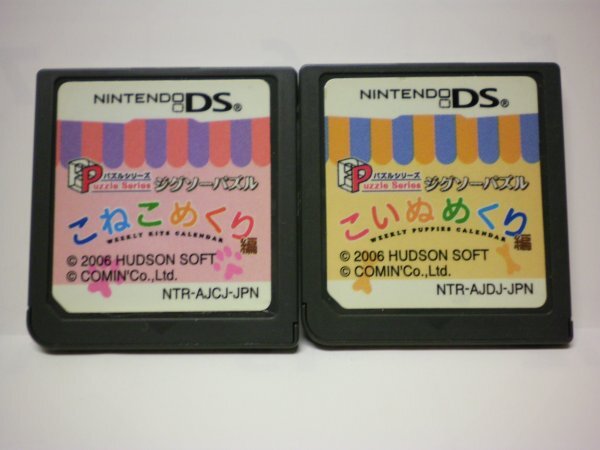 NINTENDO DS®
パズルシリーズ
Puzzle Series
ジグソーパズル
こねこめくり編
WEEKLY KITS CALENDAR
© 2006 HUDSON SOFT
© COMIN'Co.,Ltd.
NTR-AJCJ-JPN
NINTENDO DS®
パズルシリーズ
Puzzle Series
ジグソーパズル
こいぬめくり編
WEEKLY PUPPIES CALENDAR
© 2006 HUDSON SOFT
© COMIN'Co.,Ltd.
NTR-AJDJ-JPN